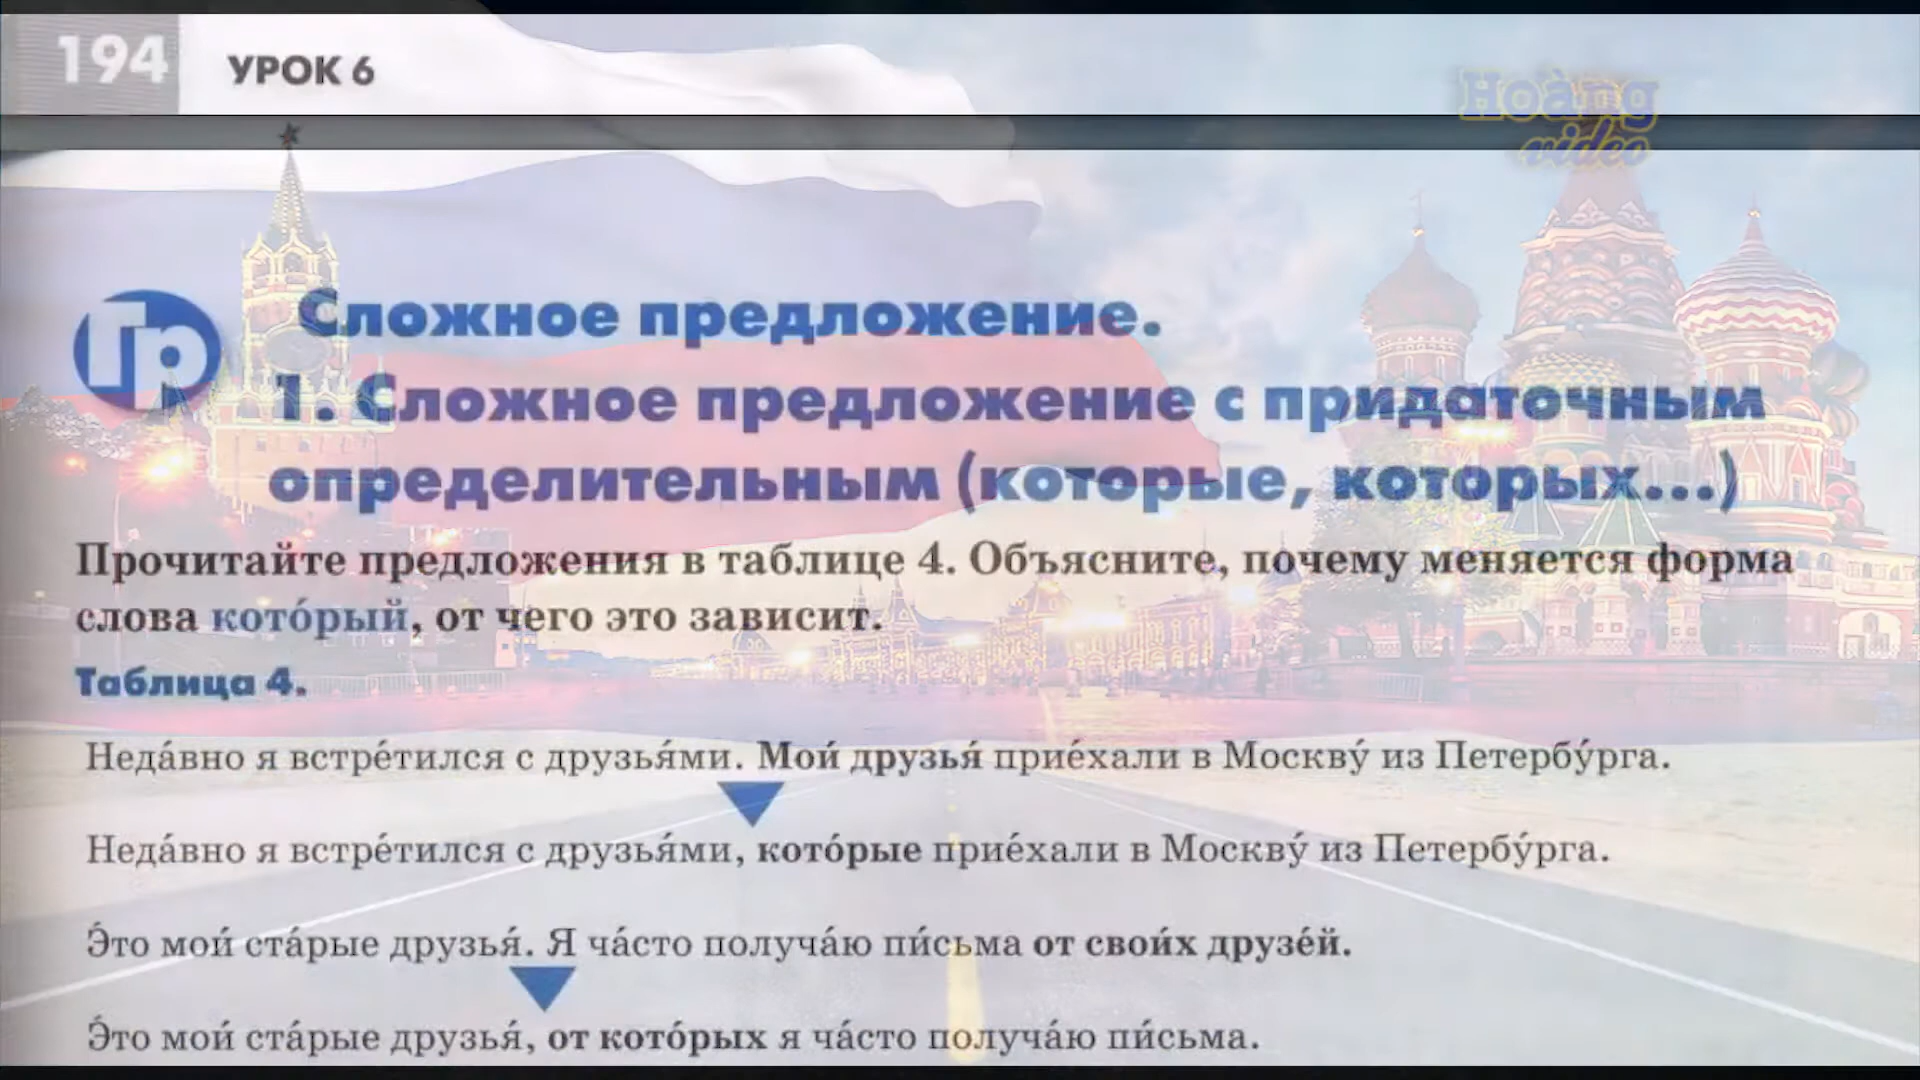 194
УРОК 6
Hoàng
video
Гр
Сложное предложение.
1. Сложное предложение с придаточным
определительным (которые, которых...)
Прочитайте предложения в таблице 4. Объясните, почему меняется форма
слова кото́рый, от чего это зависит.
Таблица 4.
Неда́вно я встре́тился с друзья́ми. Мои́ друзья́ прие́хали в Москву́ из Петербу́рга.
Неда́вно я встре́тился с друзья́ми, кото́рые прие́хали в Москву́ из Петербу́рга.
Э́то мои́ ста́рые друзья́. Я ча́сто получа́ю пи́сьма от свои́х друзе́й.
Э́то мои́ ста́рые друзья́, от кото́рых я ча́сто получа́ю пи́сьма.